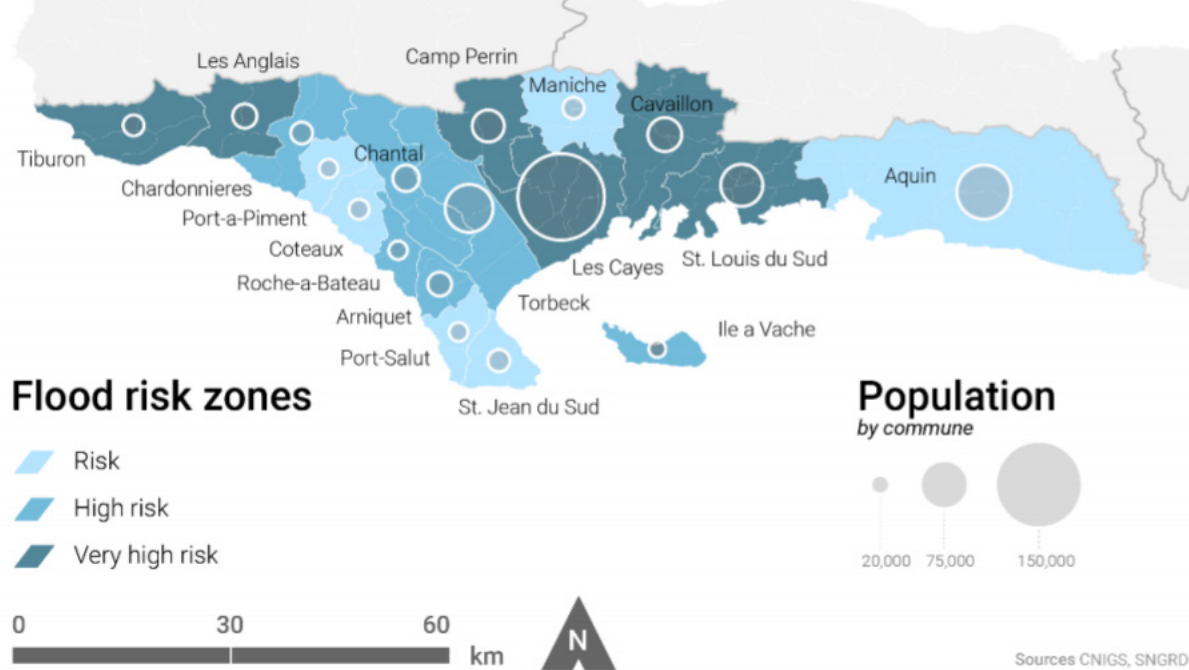 Les Anglais
Camp Perrin
Maniche
Cavaillon
Tiburon
Chantal
Aquin
Chardonnieres
Port-a-Piment
Coteaux
Les Cayes
St. Louis du Sud
Roche-a-Bateau
Torbeck
Arniquet
Ile a Vache
Port-Salut
St. Jean du Sud
Flood risk zones
Risk
High risk
Very high risk
Population
by commune
20,000 75,000 150,000
0 30 60
km
N
Sources CNIGS, SNGRD